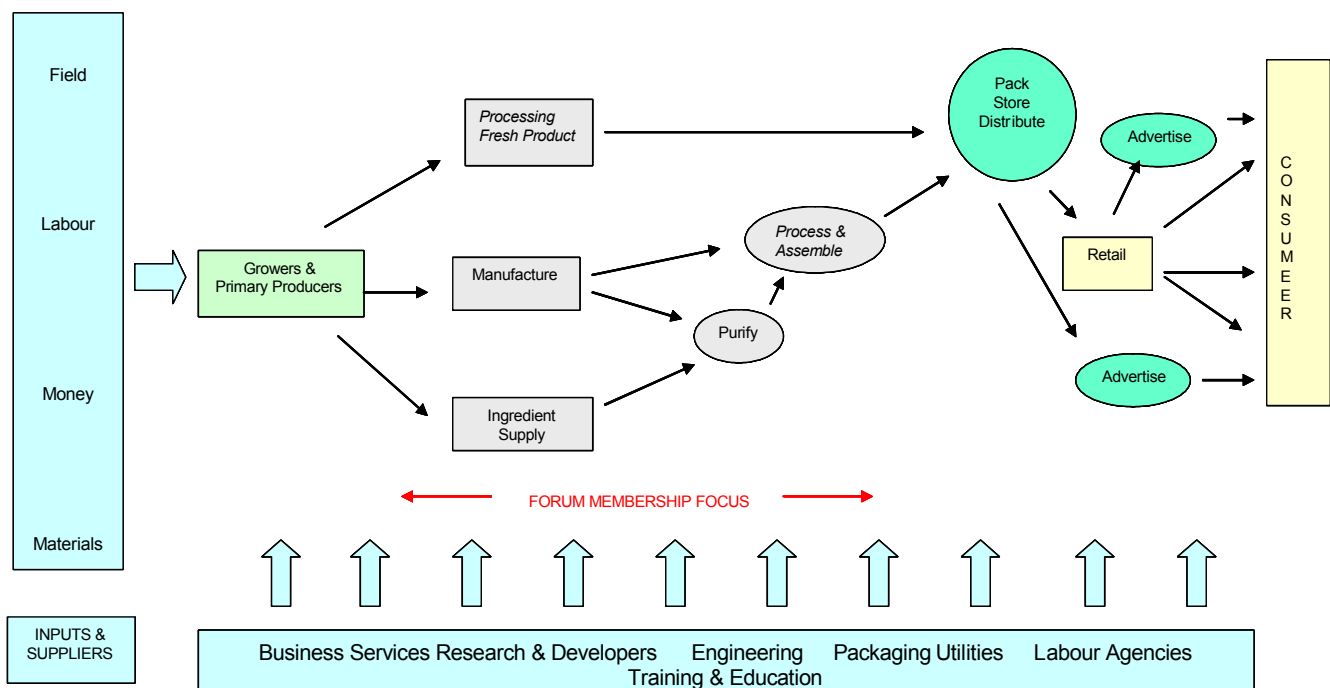 Field
Labour
Money
Materials
INPUTS &
SUPPLIERS
Growers &
Primary Producers
Processing
Fresh Product
Manufacture
Ingredient
Supply
Process &
Assemble
Purify
Pack
Store
Distribute
Advertise
Retail
Advertise
C
O
N
S
U
M
E
E
R
FORUM MEMBERSHIP FOCUS
Business Services Research & Developers Engineering Packaging Utilities Labour Agencies
Training & Education